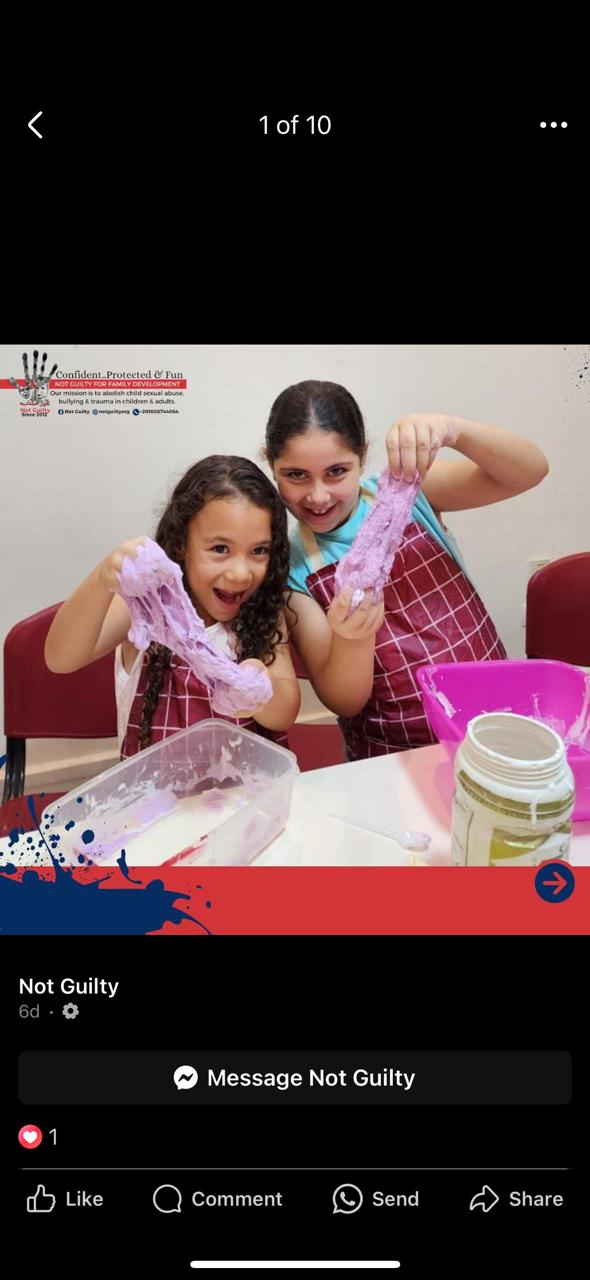 1 of 10
Confident..Protected & Fun
NOT GUILTY FOR FAMILY DEVELOPMENT
Our mission is to abolish child sexual abuse,
bullying & trauma in children & adults.
Not Guilty
Since 2012
Not Guilty notguiltyorg +201008744064
Not Guilty
6d ·
Message Not Guilty
1
Like Comment Send Share